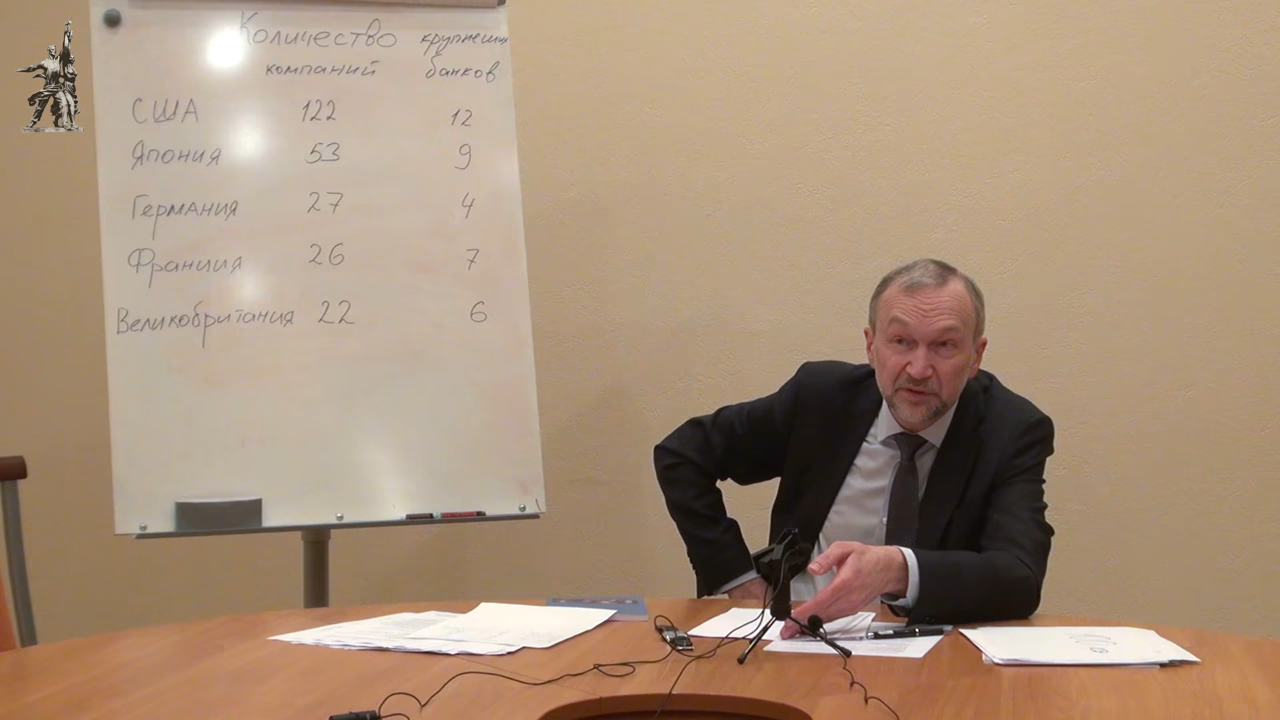 Количество крупнейших
компаний банков
США 122 12
Япония 53 9
Германия 27 4
Франция 26 7
Великобритания 22 6